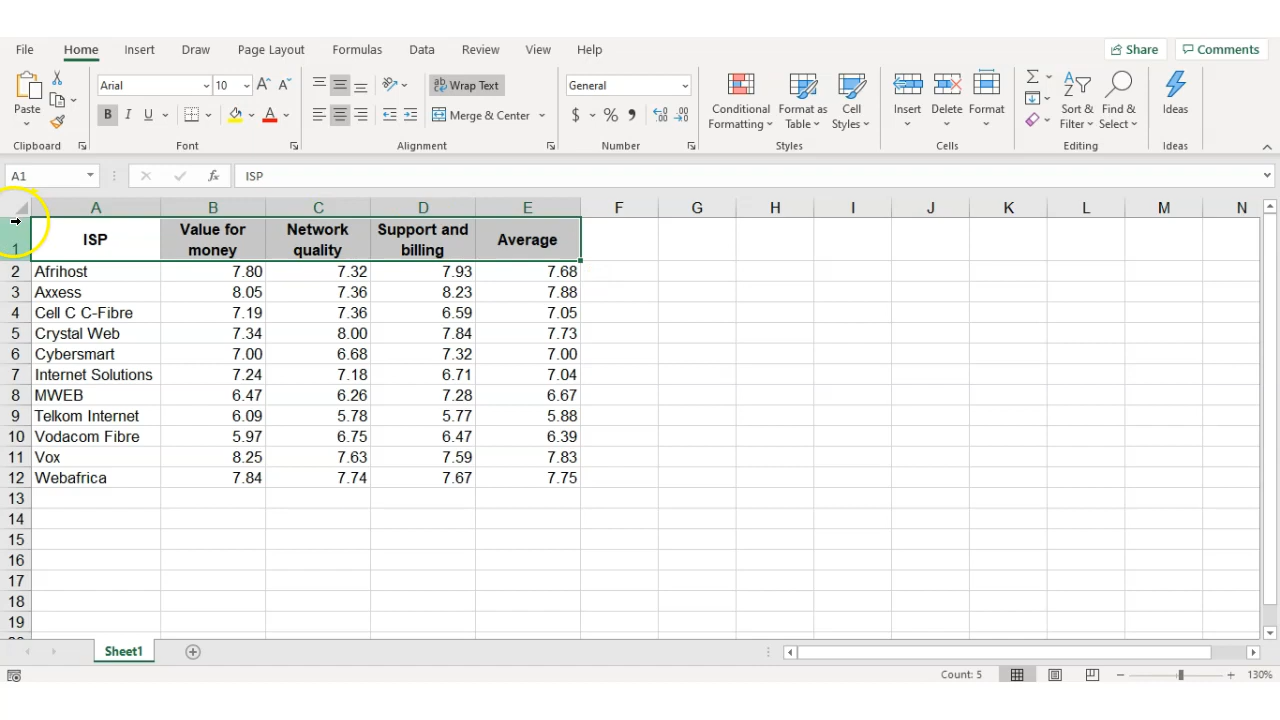 File Home Insert Draw Page Layout Formulas Data Review View Help Share Comments
Paste
Clipboard
Arial 10
B I U A
Font
ab Wrap Text
Merge & Center
Alignment
General
$ % ,
Number
Conditional Formatting
Format as Table
Cell Styles
Styles
Insert Delete Format
Cells
Sort & Filter
Find & Select
Editing
Ideas
Ideas
A1 fx ISP
A B C D E F G H I J K L M N
1 ISP Value for money Network quality Support and billing Average
2 Afrihost 7.80 7.32 7.93 7.68
3 Axxess 8.05 7.36 8.23 7.88
4 Cell C C-Fibre 7.19 7.36 6.59 7.05
5 Crystal Web 7.34 8.00 7.84 7.73
6 Cybersmart 7.00 6.68 7.32 7.00
7 Internet Solutions 7.24 7.18 6.71 7.04
8 MWEB 6.47 6.26 7.28 6.67
9 Telkom Internet 6.09 5.78 5.77 5.88
10 Vodacom Fibre 5.97 6.75 6.47 6.39
11 Vox 8.25 7.63 7.59 7.83
12 Webafrica 7.84 7.74 7.67 7.75
13
14
15
16
17
18
19
Sheet1
Count: 5 130%